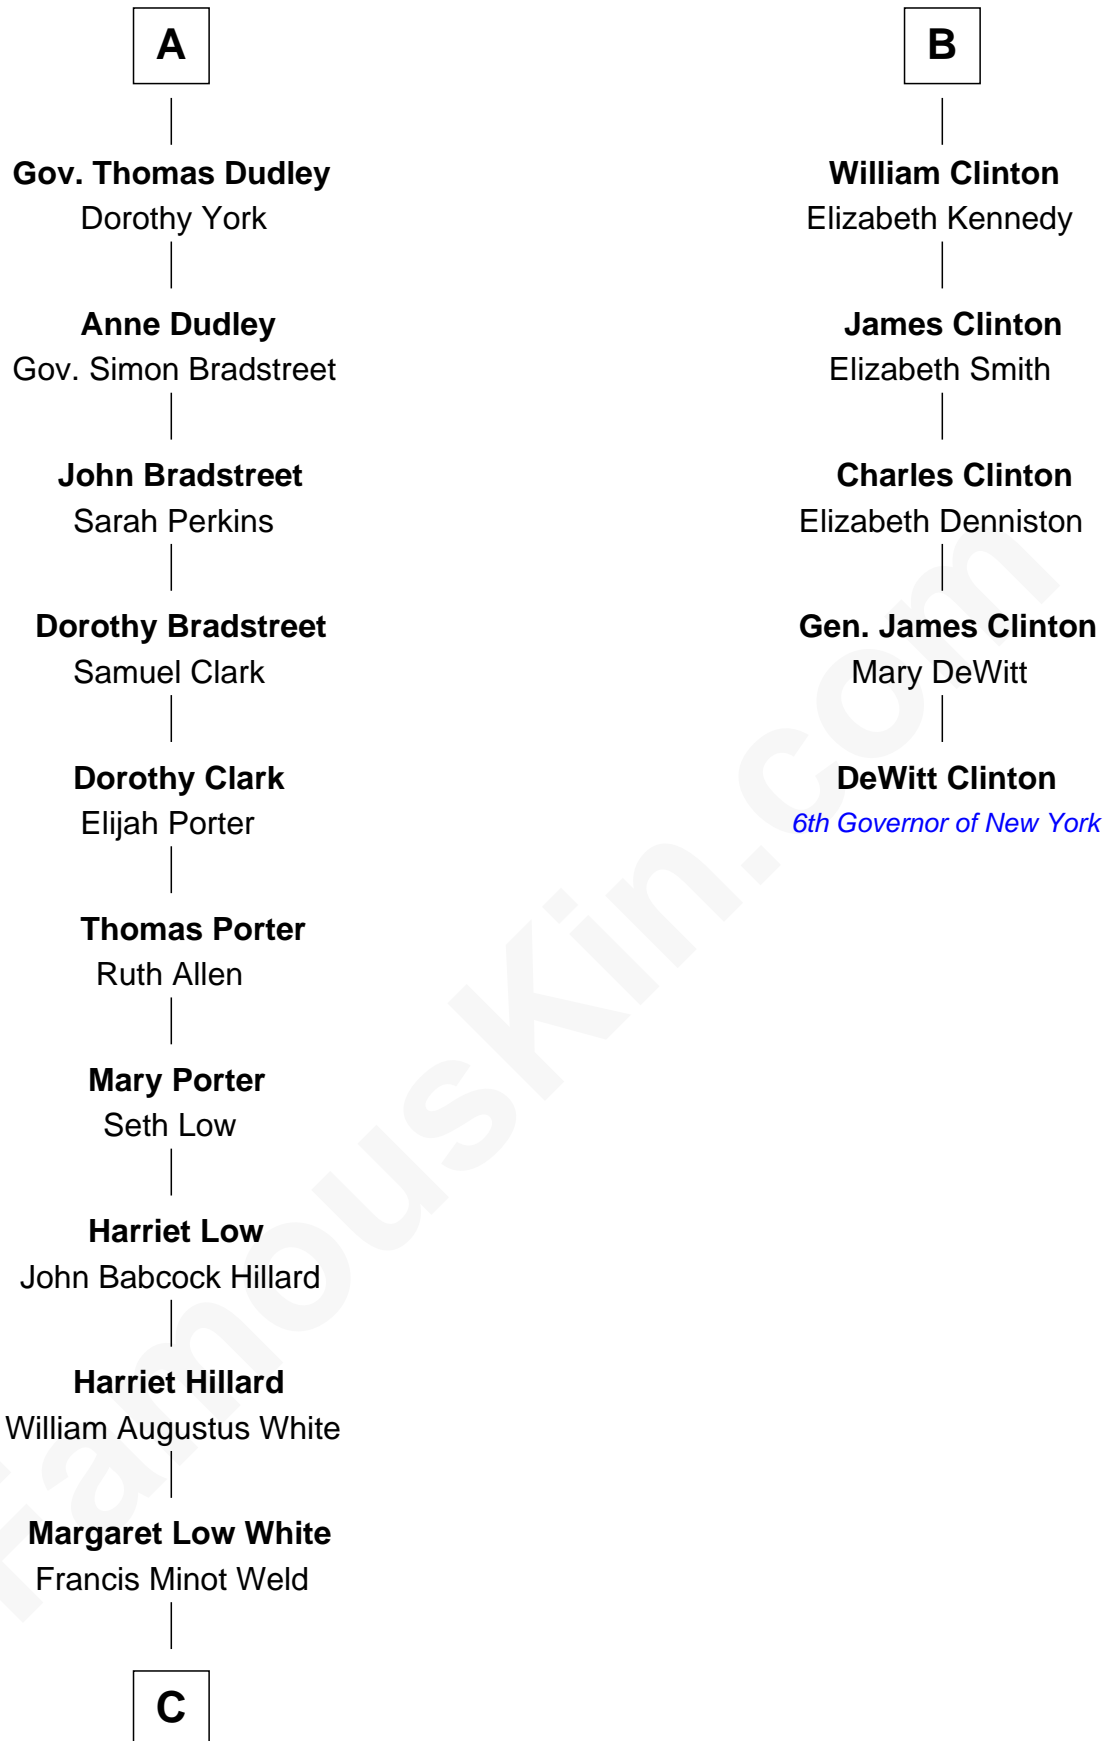 A
Gov. Thomas Dudley
Dorothy York
Anne Dudley
Gov. Simon Bradstreet
John Bradstreet
Sarah Perkins
Dorothy Bradstreet
Samuel Clark
Dorothy Clark
Elijah Porter
Thomas Porter
Ruth Allen
Mary Porter
Seth Low
Harriet Low
John Babcock Hillard
Harriet Hillard
William Augustus White
Margaret Low White
Francis Minot Weld
C
B
William Clinton
Elizabeth Kennedy
James Clinton
Elizabeth Smith
Charles Clinton
Elizabeth Denniston
Gen. James Clinton
Mary DeWitt
DeWitt Clinton
6th Governor of New York
FamousKin.com